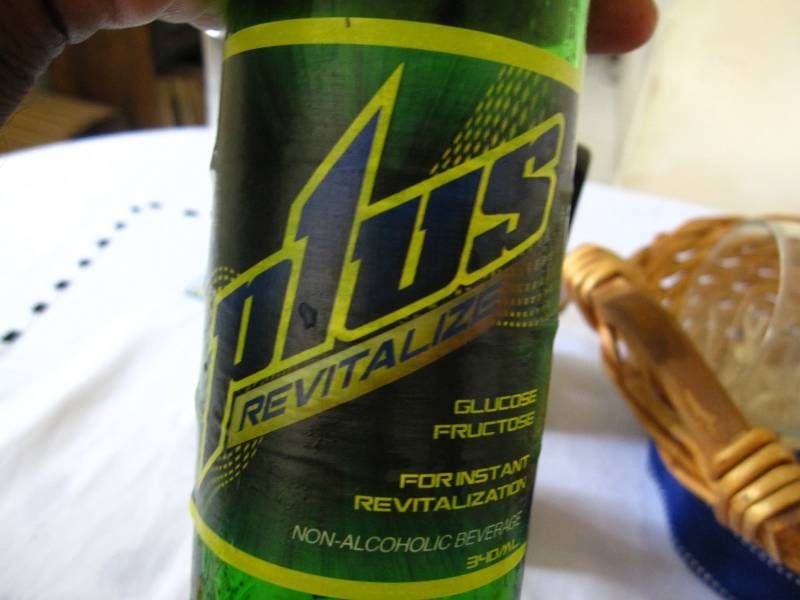 plus
REVITALIZE
GLUCOSE
FRUCTOSE
FOR INSTANT
REVITALIZATION
NON-ALCOHOLIC BEVERAGE
340ML